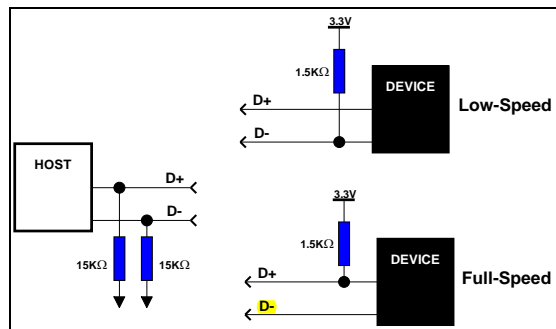 3.3V
1.5KΩ
DEVICE
D+
Low-Speed
D-
HOST
D+
D-
15KΩ
15KΩ
3.3V
1.5KΩ
DEVICE
D+
Full-Speed
D-